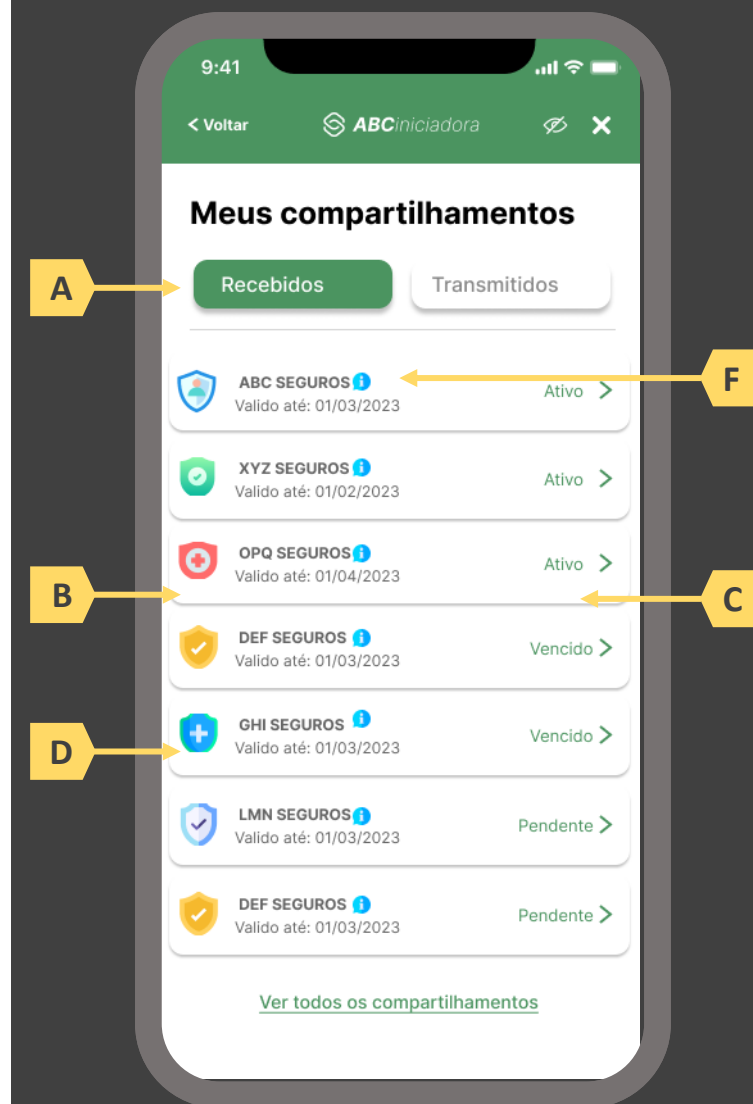 9:41
< Voltar
ABCiniciadora
Meus compartilhamentos
A
Recebidos
Transmitidos
F
ABC SEGUROS i
Valido até: 01/03/2023
Ativo >
XYZ SEGUROS i
Valido até: 01/02/2023
Ativo >
B
OPQ SEGUROS i
Valido até: 01/04/2023
Ativo >
C
DEF SEGUROS i
Valido até: 01/03/2023
Vencido >
D
GHI SEGUROS i
Valido até: 01/03/2023
Vencido >
LMN SEGUROS i
Valido até: 01/03/2023
Pendente >
DEF SEGUROS i
Valido até: 01/03/2023
Pendente >
Ver todos os compartilhamentos